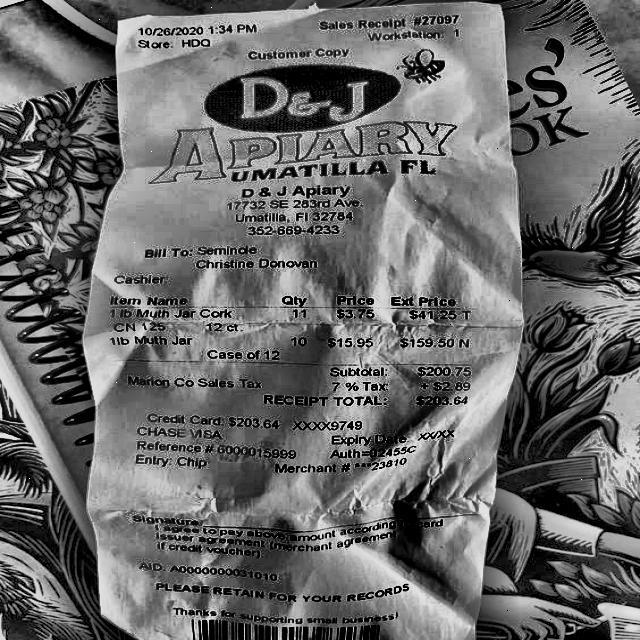 10/26/2020 1:34 PM Sales Receipt #27097
Store: HDQ Workstation: 1
Customer Copy
D&J
APIARY
UMATILLA FL
D & J Apiary
17732 SE 283rd Ave.
Umatilla, Fl 32784
352-669-4233
Bill To: Seminole
Christine Donovan
Cashier:
Item Name Qty Price Ext Price
1 lb Muth Jar Cork 11 $3.75 $41.25 T
CN 125 12 ct.
1lb Muth Jar 10 $15.95 $159.50 N
Case of 12
Subtotal: $200.75
Marion Co Sales Tax 7 % Tax: + $2.89
RECEIPT TOTAL: $203.64
Credit Card: $203.64 XXXX9749
CHASE VISA Expiry Date: XX/XX
Reference # 6000015999 Auth=02455C
Entry: Chip Merchant # ***23810
Signature
I agree to pay above amount according to card
issuer agreement (merchant agreement
if credit voucher).
AID: A0000000031010
PLEASE RETAIN FOR YOUR RECORDS
Thanks for supporting small business!
es'
OK